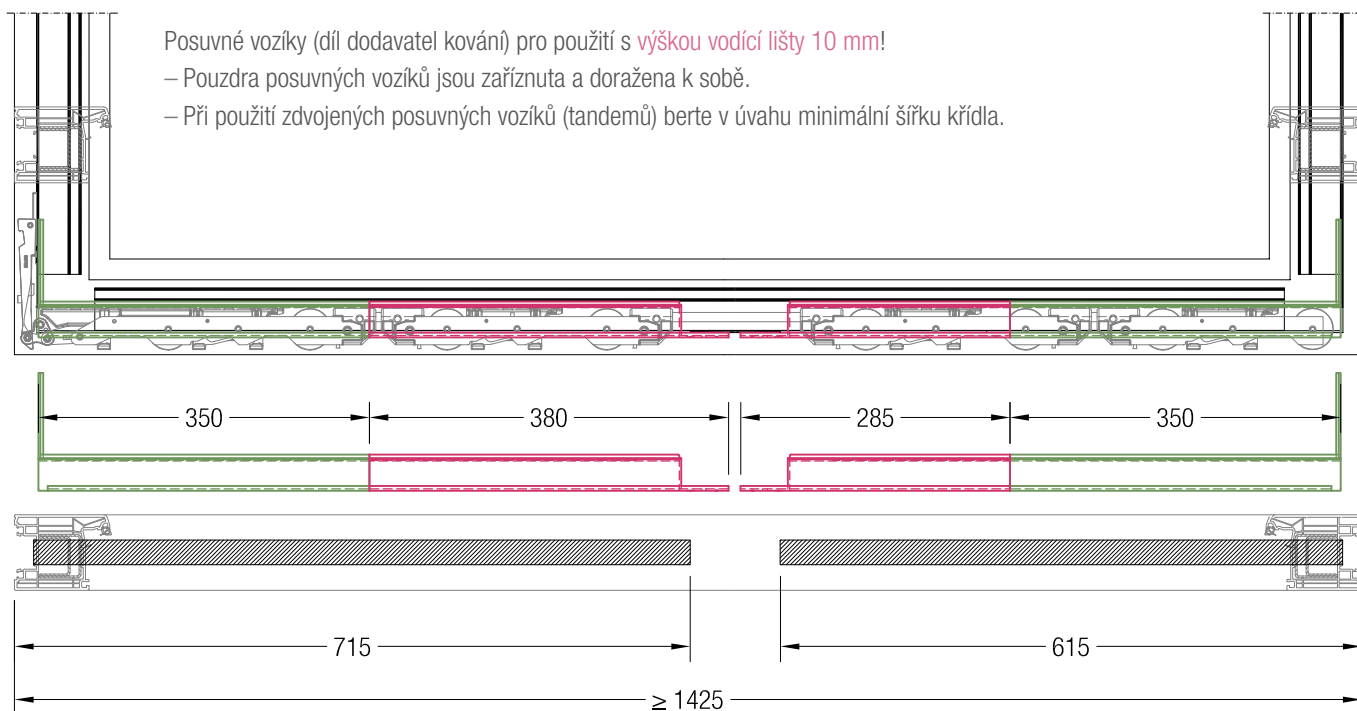 Posuvné vozíky (díl dodavatel kování) pro použití s výškou vodící lišty 10 mm!
– Pouzdra posuvných vozíků jsou zaříznuta a doražena k sobě.
– Při použití zdvojených posuvných vozíků (tandemů) berte v úvahu minimální šířku křídla.
350 380 285 350
715 615
≥ 1425